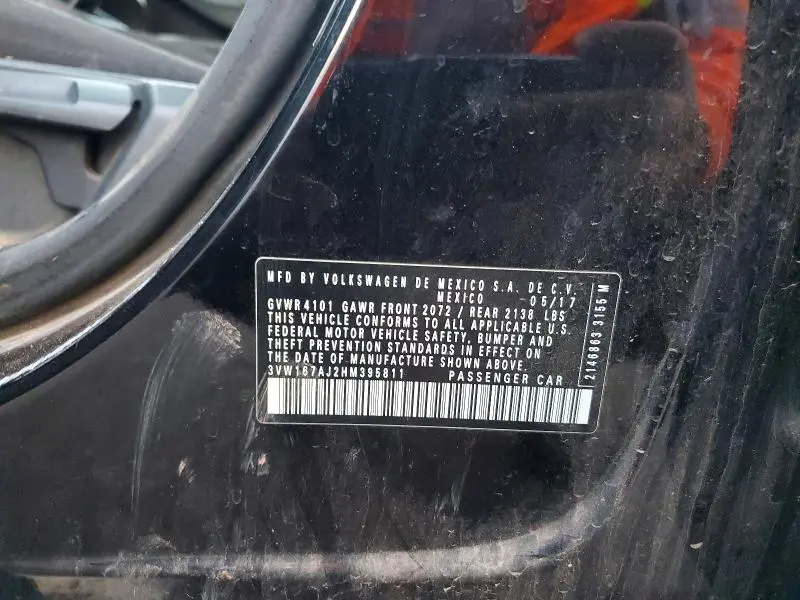 MFD BY VOLKSWAGEN DE MEXICO S.A. DE C.V.
MEXICO 05/17
GVWR 4101 GAWR FRONT 2072 / REAR 2138 LBS
THIS VEHICLE CONFORMS TO ALL APPLICABLE U.S.
FEDERAL MOTOR VEHICLE SAFETY, BUMPER AND
THEFT PREVENTION STANDARDS IN EFFECT ON
THE DATE OF MANUFACTURE SHOWN ABOVE.
3VW167AJ2HM395811 PASSENGER CAR
2146863 3155 M